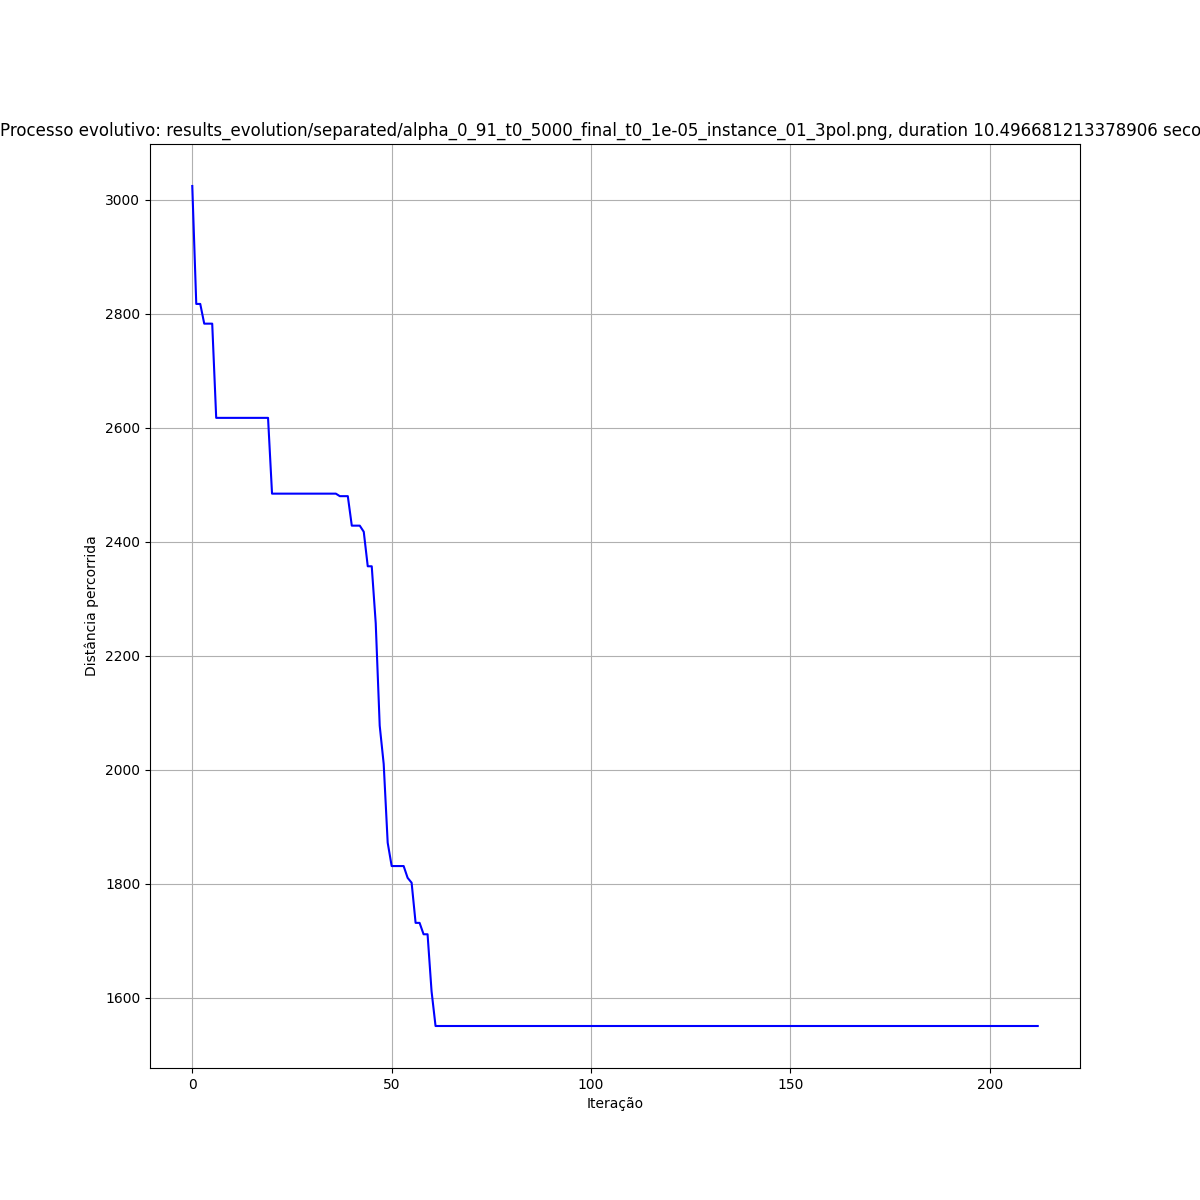 Processo evolutivo: results_evolution/separated/alpha_0_91_t0_5000_final_t0_1e-05_instance_01_3pol.png, duration 10.496681213378906 seco
3000
2800
2600
2400
2200
2000
1800
1600
Distância percorrida
0 50 100 150 200
Iteração